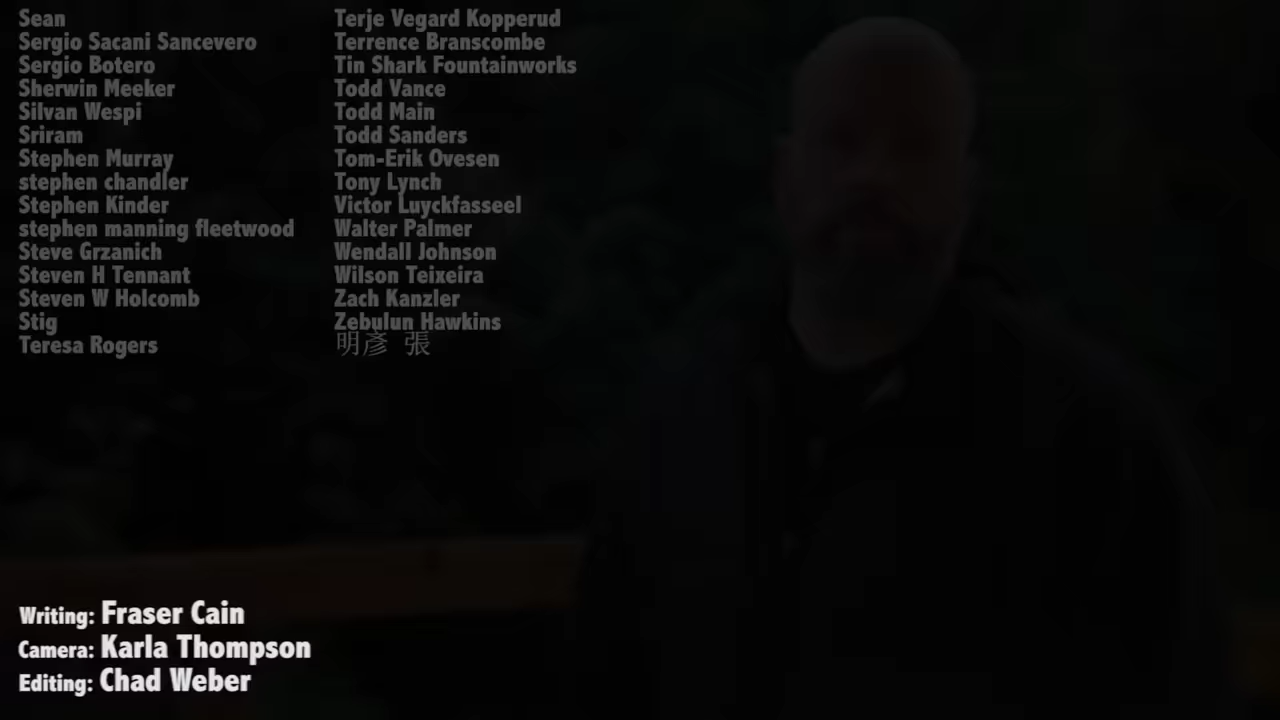 Sean
Sergio Sacani Sancevero
Sergio Botero
Sherwin Meeker
Silvan Wespi
Sriram
Stephen Murray
stephen chandler
Stephen Kinder
stephen manning fleetwood
Steve Grzanich
Steven H Tennant
Steven W Holcomb
Stig
Teresa Rogers
Terje Vegard Kopperud
Terrence Branscombe
Tin Shark Fountainworks
Todd Vance
Todd Main
Todd Sanders
Tom-Erik Ovesen
Tony Lynch
Victor Luyckfasseel
Walter Palmer
Wendall Johnson
Wilson Teixeira
Zach Kanzler
Zebulun Hawkins
明彥 張
Writing: Fraser Cain
Camera: Karla Thompson
Editing: Chad Weber